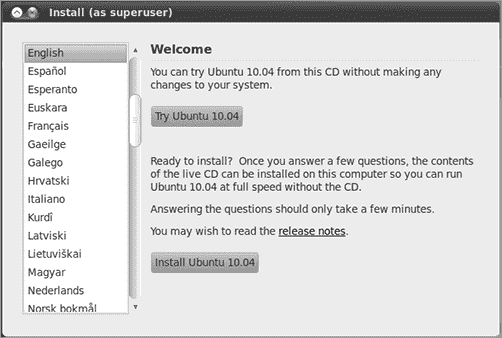 Install (as superuser)
English
Español
Esperanto
Euskara
Français
Gaeilge
Galego
Hrvatski
Italiano
Kurdî
Latviski
Lietuviškai
Magyar
Nederlands
Norsk bokmål
Welcome
You can try Ubuntu 10.04 from this CD without making any
changes to your system.
Try Ubuntu 10.04
Ready to install? Once you answer a few questions, the contents
of the live CD can be installed on this computer so you can run
Ubuntu 10.04 at full speed without the CD.
Answering the questions should only take a few minutes.
You may wish to read the release notes.
Install Ubuntu 10.04